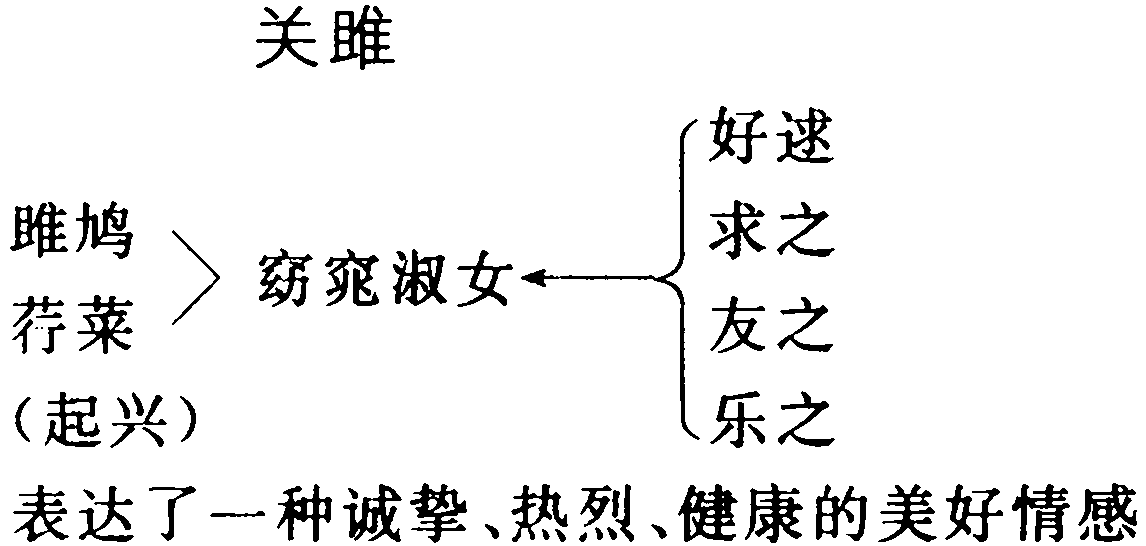 关雎
好逑
雎鸠
求之
窈窕淑女
荇菜
友之
（起兴）
乐之
表达了一种诚挚、热烈、健康的美好情感